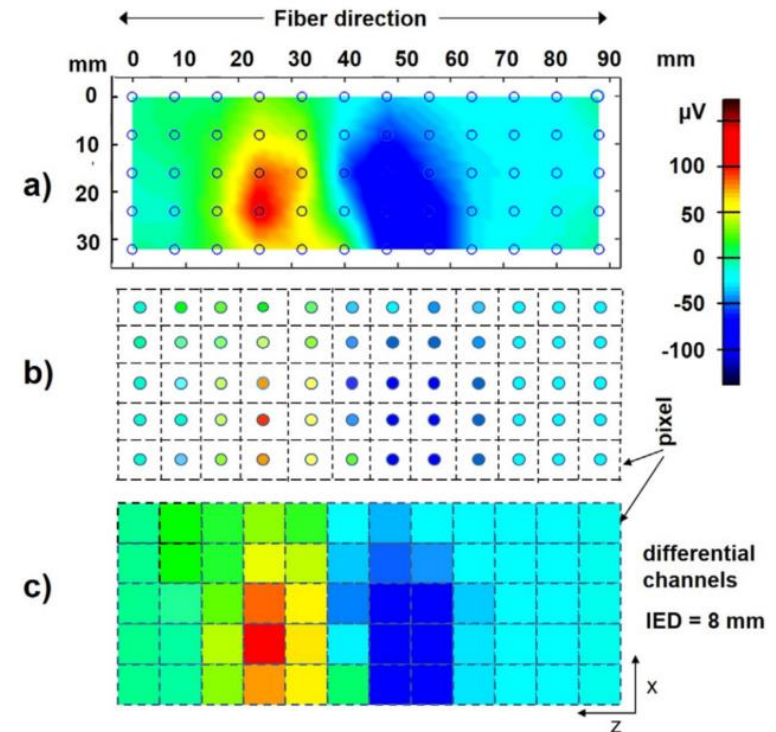 Fiber direction
mm 0 10 20 30 40 50 60 70 80 90 mm
0
10
20
30
a)
µV
100
50
0
-50
-100
b)
pixel
c)
differential
channels
IED = 8 mm
x
z